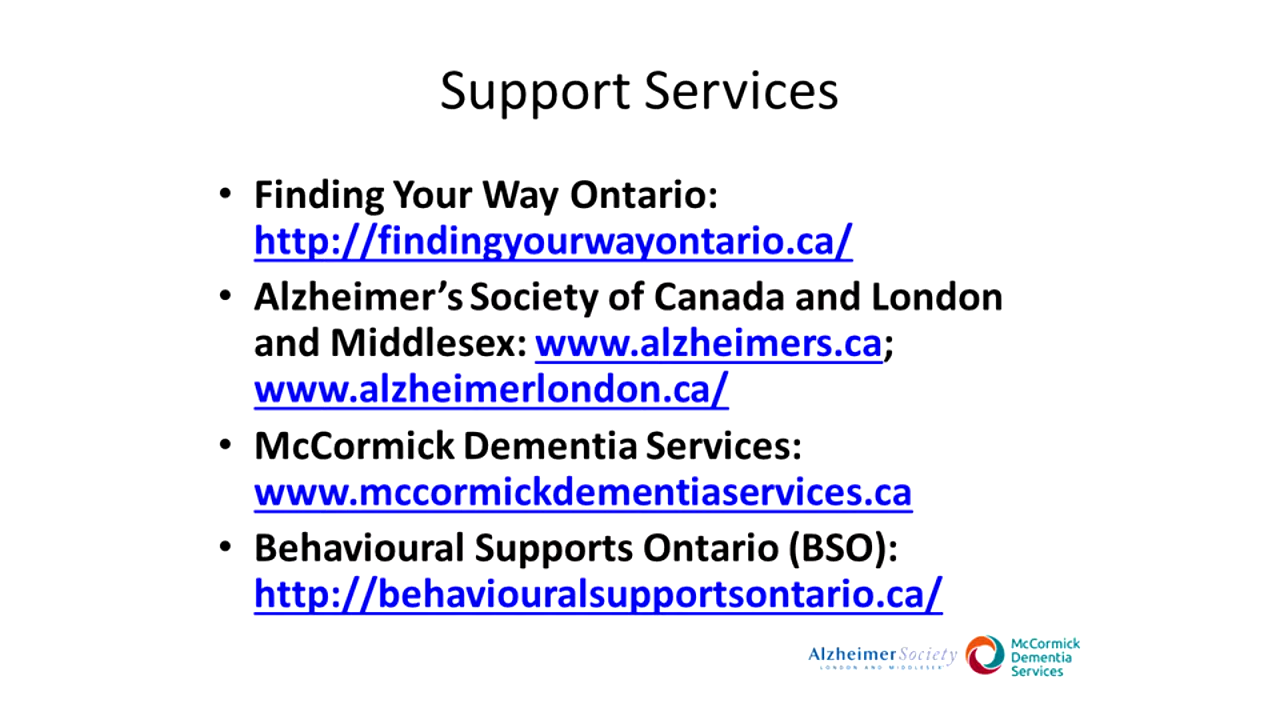 Support Services
• Finding Your Way Ontario:
http://findingyourwayontario.ca/
• Alzheimer’s Society of Canada and London
and Middlesex: www.alzheimers.ca;
www.alzheimerlondon.ca/
• McCormick Dementia Services:
www.mccormickdementiaservices.ca
• Behavioural Supports Ontario (BSO):
http://behaviouralsupportsontario.ca/
Alzheimer Society
LONDON AND MIDDLESEX
McCormick
Dementia
Services